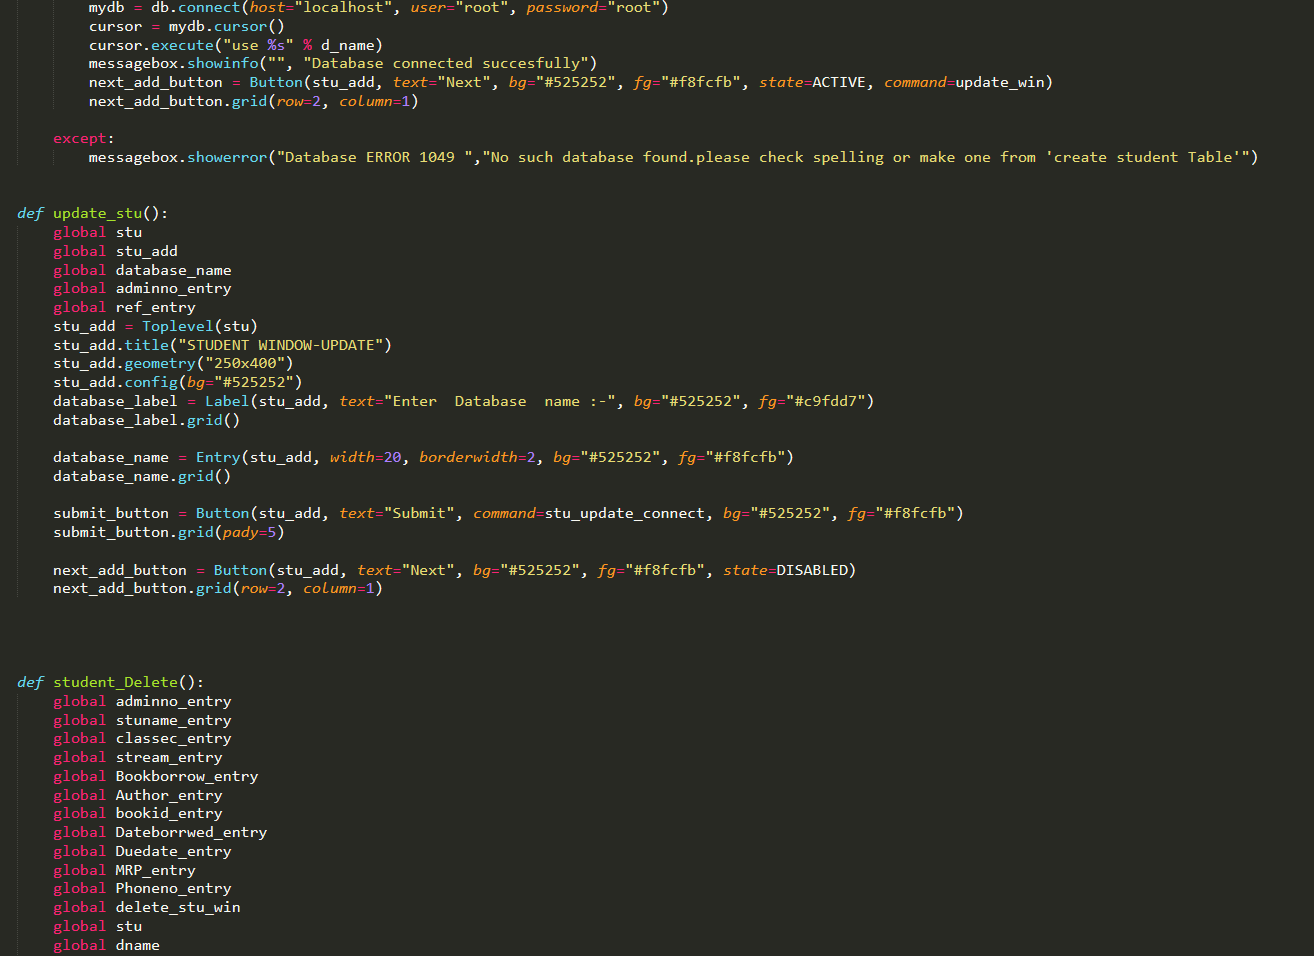 mydb = db.connect(host="localhost", user="root", password="root")
cursor = mydb.cursor()
cursor.execute("use %s" % d_name)
messagebox.showinfo("", "Database connected succesfully")
next_add_button = Button(stu_add, text="Next", bg="#525252", fg="#f8fcfb", state=ACTIVE, command=update_win)
next_add_button.grid(row=2, column=1)
except:
messagebox.showerror("Database ERROR 1049 ","No such database found.please check spelling or make one from 'create student Table'")
def update_stu():
global stu
global stu_add
global database_name
global adminno_entry
global ref_entry
stu_add = Toplevel(stu)
stu_add.title("STUDENT WINDOW-UPDATE")
stu_add.geometry("250x400")
stu_add.config(bg="#525252")
database_label = Label(stu_add, text="Enter  Database  name :-", bg="#525252", fg="#c9fdd7")
database_label.grid()
database_name = Entry(stu_add, width=20, borderwidth=2, bg="#525252", fg="#f8fcfb")
database_name.grid()
submit_button = Button(stu_add, text="Submit", command=stu_update_connect, bg="#525252", fg="#f8fcfb")
submit_button.grid(pady=5)
next_add_button = Button(stu_add, text="Next", bg="#525252", fg="#f8fcfb", state=DISABLED)
next_add_button.grid(row=2, column=1)
def student_Delete():
global adminno_entry
global stuname_entry
global classec_entry
global stream_entry
global Bookborrow_entry
global Author_entry
global bookid_entry
global Dateborrwed_entry
global Duedate_entry
global MRP_entry
global Phoneno_entry
global delete_stu_win
global stu
global dname